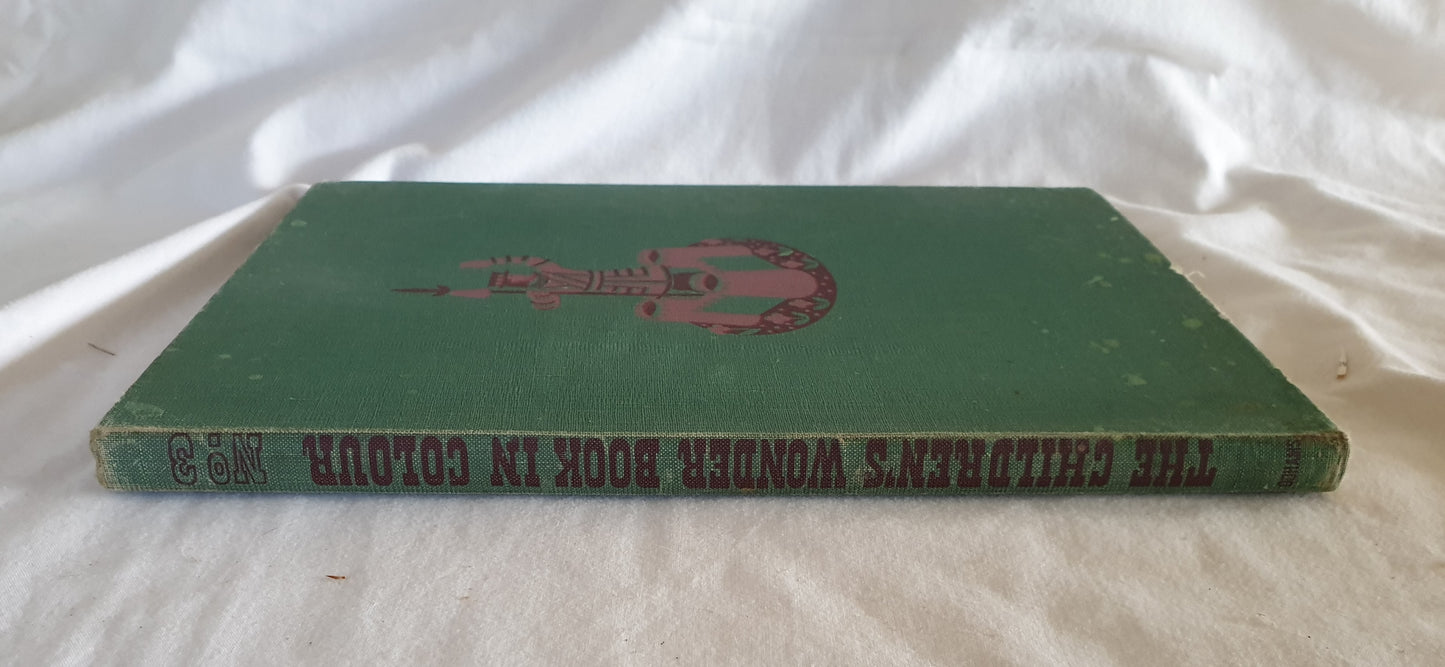 THE CHILDREN'S WONDER BOOK IN COLOUR
No. 3